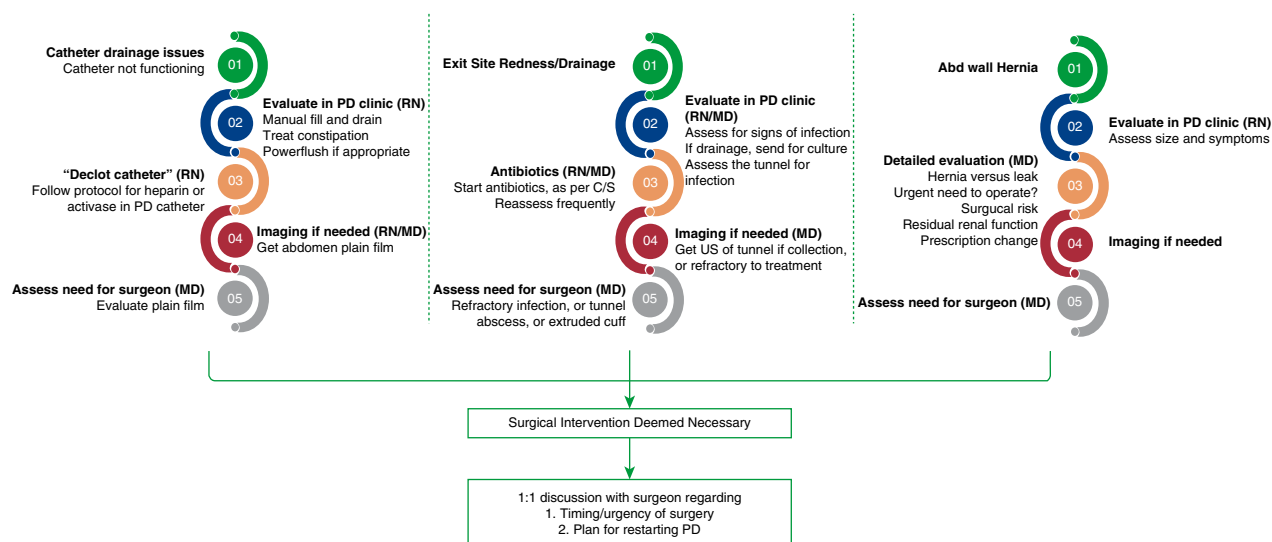 01
Catheter drainage issues
Catheter not functioning
02
Evaluate in PD clinic (RN)
Manual fill and drain
Treat constipation
Powerflush if appropriate
03
“Declot catheter” (RN)
Follow protocol for heparin or
activase in PD catheter
04
Imaging if needed (RN/MD)
Get abdomen plain film
05
Assess need for surgeon (MD)
Evaluate plain film
01
Exit Site Redness/Drainage
02
Evaluate in PD clinic
(RN/MD)
Assess for signs of infection
If drainage, send for culture
Assess the tunnel for
infection
03
Antibiotics (RN/MD)
Start antibiotics, as per C/S
Reassess frequently
04
Imaging if needed (MD)
Get US of tunnel if collection,
or refractory to treatment
05
Assess need for surgeon (MD)
Refractory infection, or tunnel
abscess, or extruded cuff
01
Abd wall Hernia
02
Evaluate in PD clinic (RN)
Assess size and symptoms
03
Detailed evaluation (MD)
Hernia versus leak
Urgent need to operate?
Surgucal risk
Residual renal function
Prescription change
04
Imaging if needed
05
Assess need for surgeon (MD)
Surgical Intervention Deemed Necessary
1:1 discussion with surgeon regarding
1. Timing/urgency of surgery
2. Plan for restarting PD